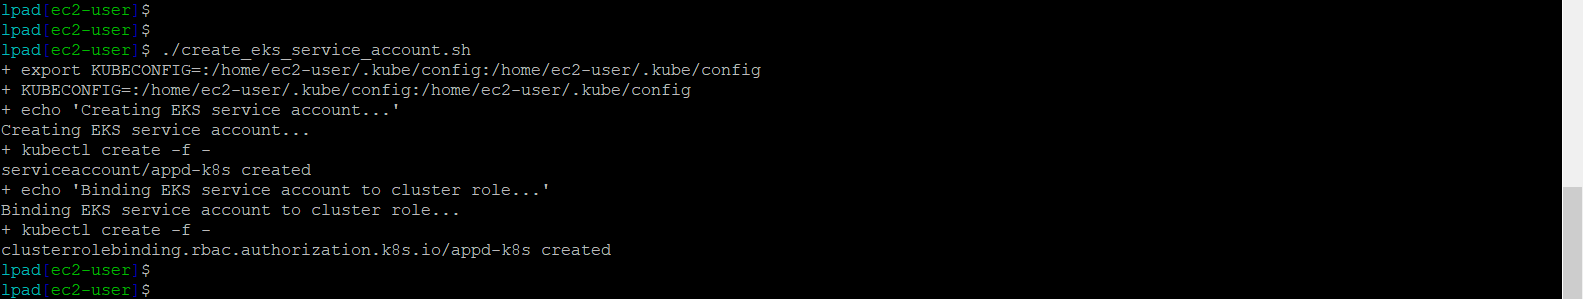 lpad[ec2-user]$
lpad[ec2-user]$
lpad[ec2-user]$ ./create_eks_service_account.sh
+ export KUBECONFIG=:/home/ec2-user/.kube/config:/home/ec2-user/.kube/config
+ KUBECONFIG=:/home/ec2-user/.kube/config:/home/ec2-user/.kube/config
+ echo 'Creating EKS service account...'
Creating EKS service account...
+ kubectl create -f -
serviceaccount/appd-k8s created
+ echo 'Binding EKS service account to cluster role...'
Binding EKS service account to cluster role...
+ kubectl create -f -
clusterrolebinding.rbac.authorization.k8s.io/appd-k8s created
lpad[ec2-user]$
lpad[ec2-user]$